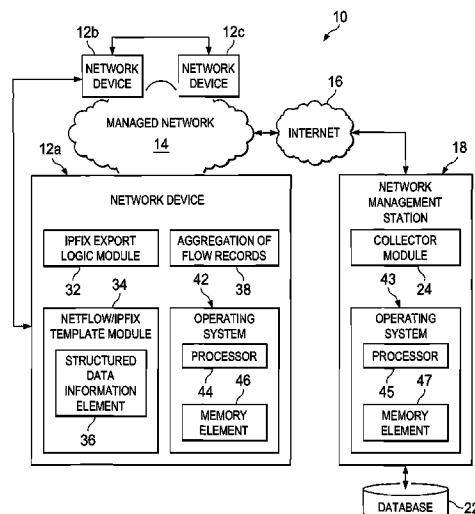 10
12b
12c
NETWORK
DEVICE
NETWORK
DEVICE
16
MANAGED NETWORK
14
INTERNET
12a
18
NETWORK DEVICE
NETWORK
MANAGEMENT
STATION
IPFIX EXPORT
LOGIC MODULE
AGGREGATION OF
FLOW RECORDS
COLLECTOR
MODULE
32
34
42
38
43
24
NETFLOW/IPFIX
TEMPLATE MODULE
OPERATING
SYSTEM
OPERATING
SYSTEM
STRUCTURED
DATA
INFORMATION
ELEMENT
PROCESSOR
PROCESSOR
44
46
45
47
36
MEMORY
ELEMENT
MEMORY
ELEMENT
DATABASE
22